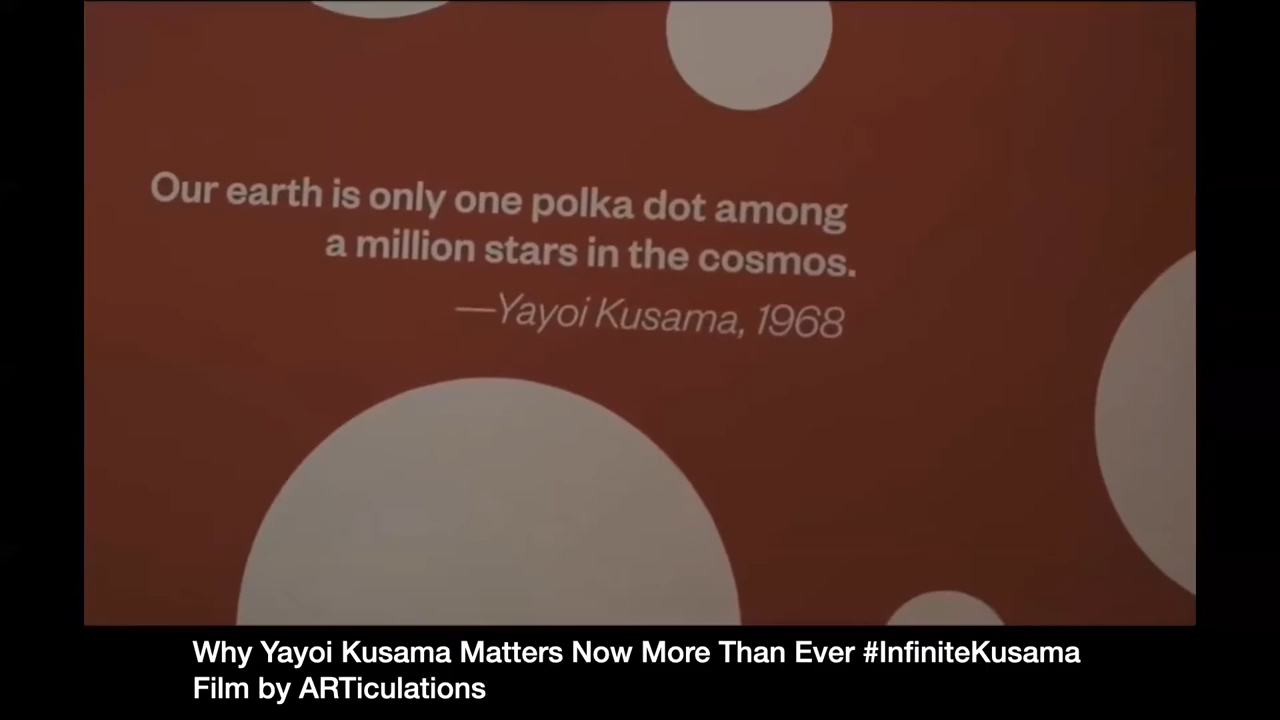 Our earth is only one polka dot among
a million stars in the cosmos.
—Yayoi Kusama, 1968
Why Yayoi Kusama Matters Now More Than Ever #InfiniteKusama
Film by ARTiculations